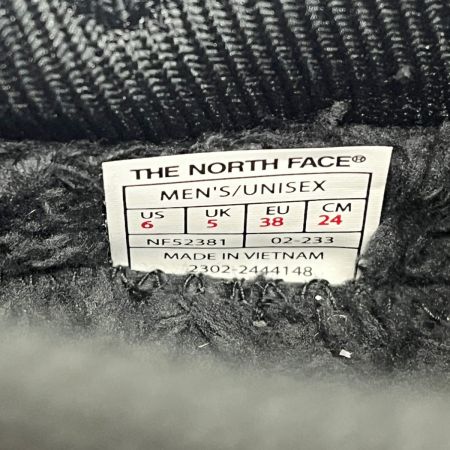 THE NORTH FACE®
MEN'S/UNISEX
US UK EU CM
6 5 38 24
NF52381 02-233
MADE IN VIETNAM
2302-2444148